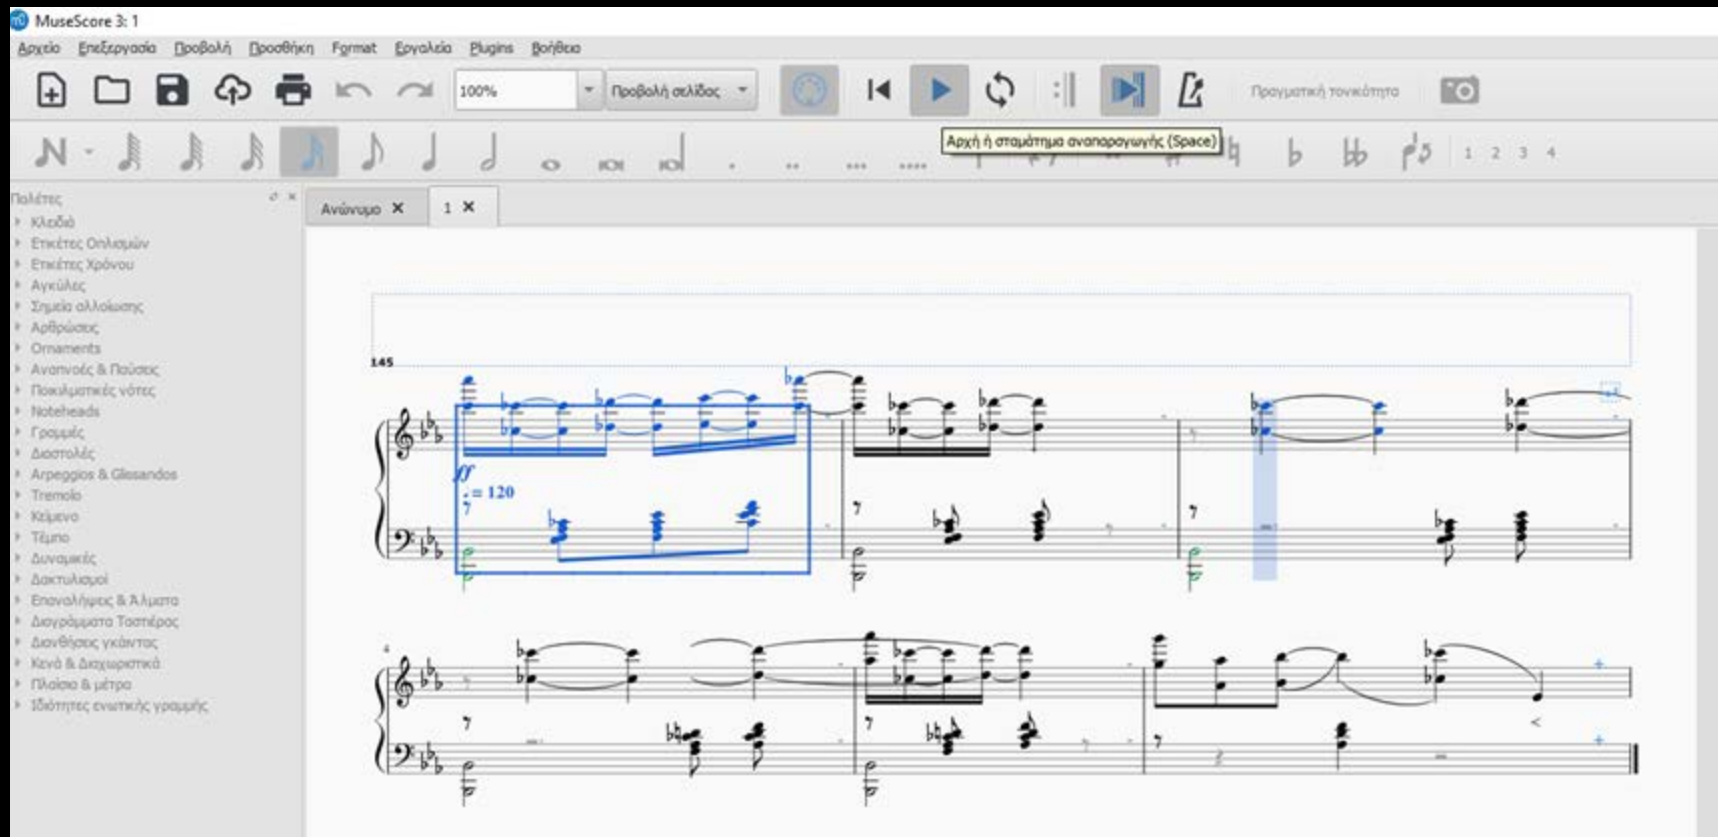 MuseScore 3: 1
Αρχείο Επεξεργασία Προβολή Προσθήκη Format Εργαλεία Plugins Βοήθεια
100% Προβολή σελίδας Πραγματική τονικότητα
Αρχή ή σταμάτημα αναπαραγωγής (Space)
1 2 3 4
Παλέτες
Ανώνυμο 1
Κλειδιά
Ετικέτες Οπλισμών
Ετικέτες Χρόνου
Αγκύλες
Σημεία αλλοίωσης
Αρθρώσεις
Ornaments
Αναπνοές & Παύσεις
Ποικιλματικές νότες
Noteheads
Γραμμές
Διαστολές
Arpeggios & Glissandos
Tremolo
Κείμενο
Τέμπο
Δυναμικές
Δακτυλισμοί
Επαναλήψεις & Άλματα
Διαγράμματα Ταστιέρας
Διανθήσεις γκάιντας
Κενά & Διαχωριστικά
Πλαίσια & μέτρα
Ιδιότητες ενωτικής γραμμής
145
ff
= 120
4